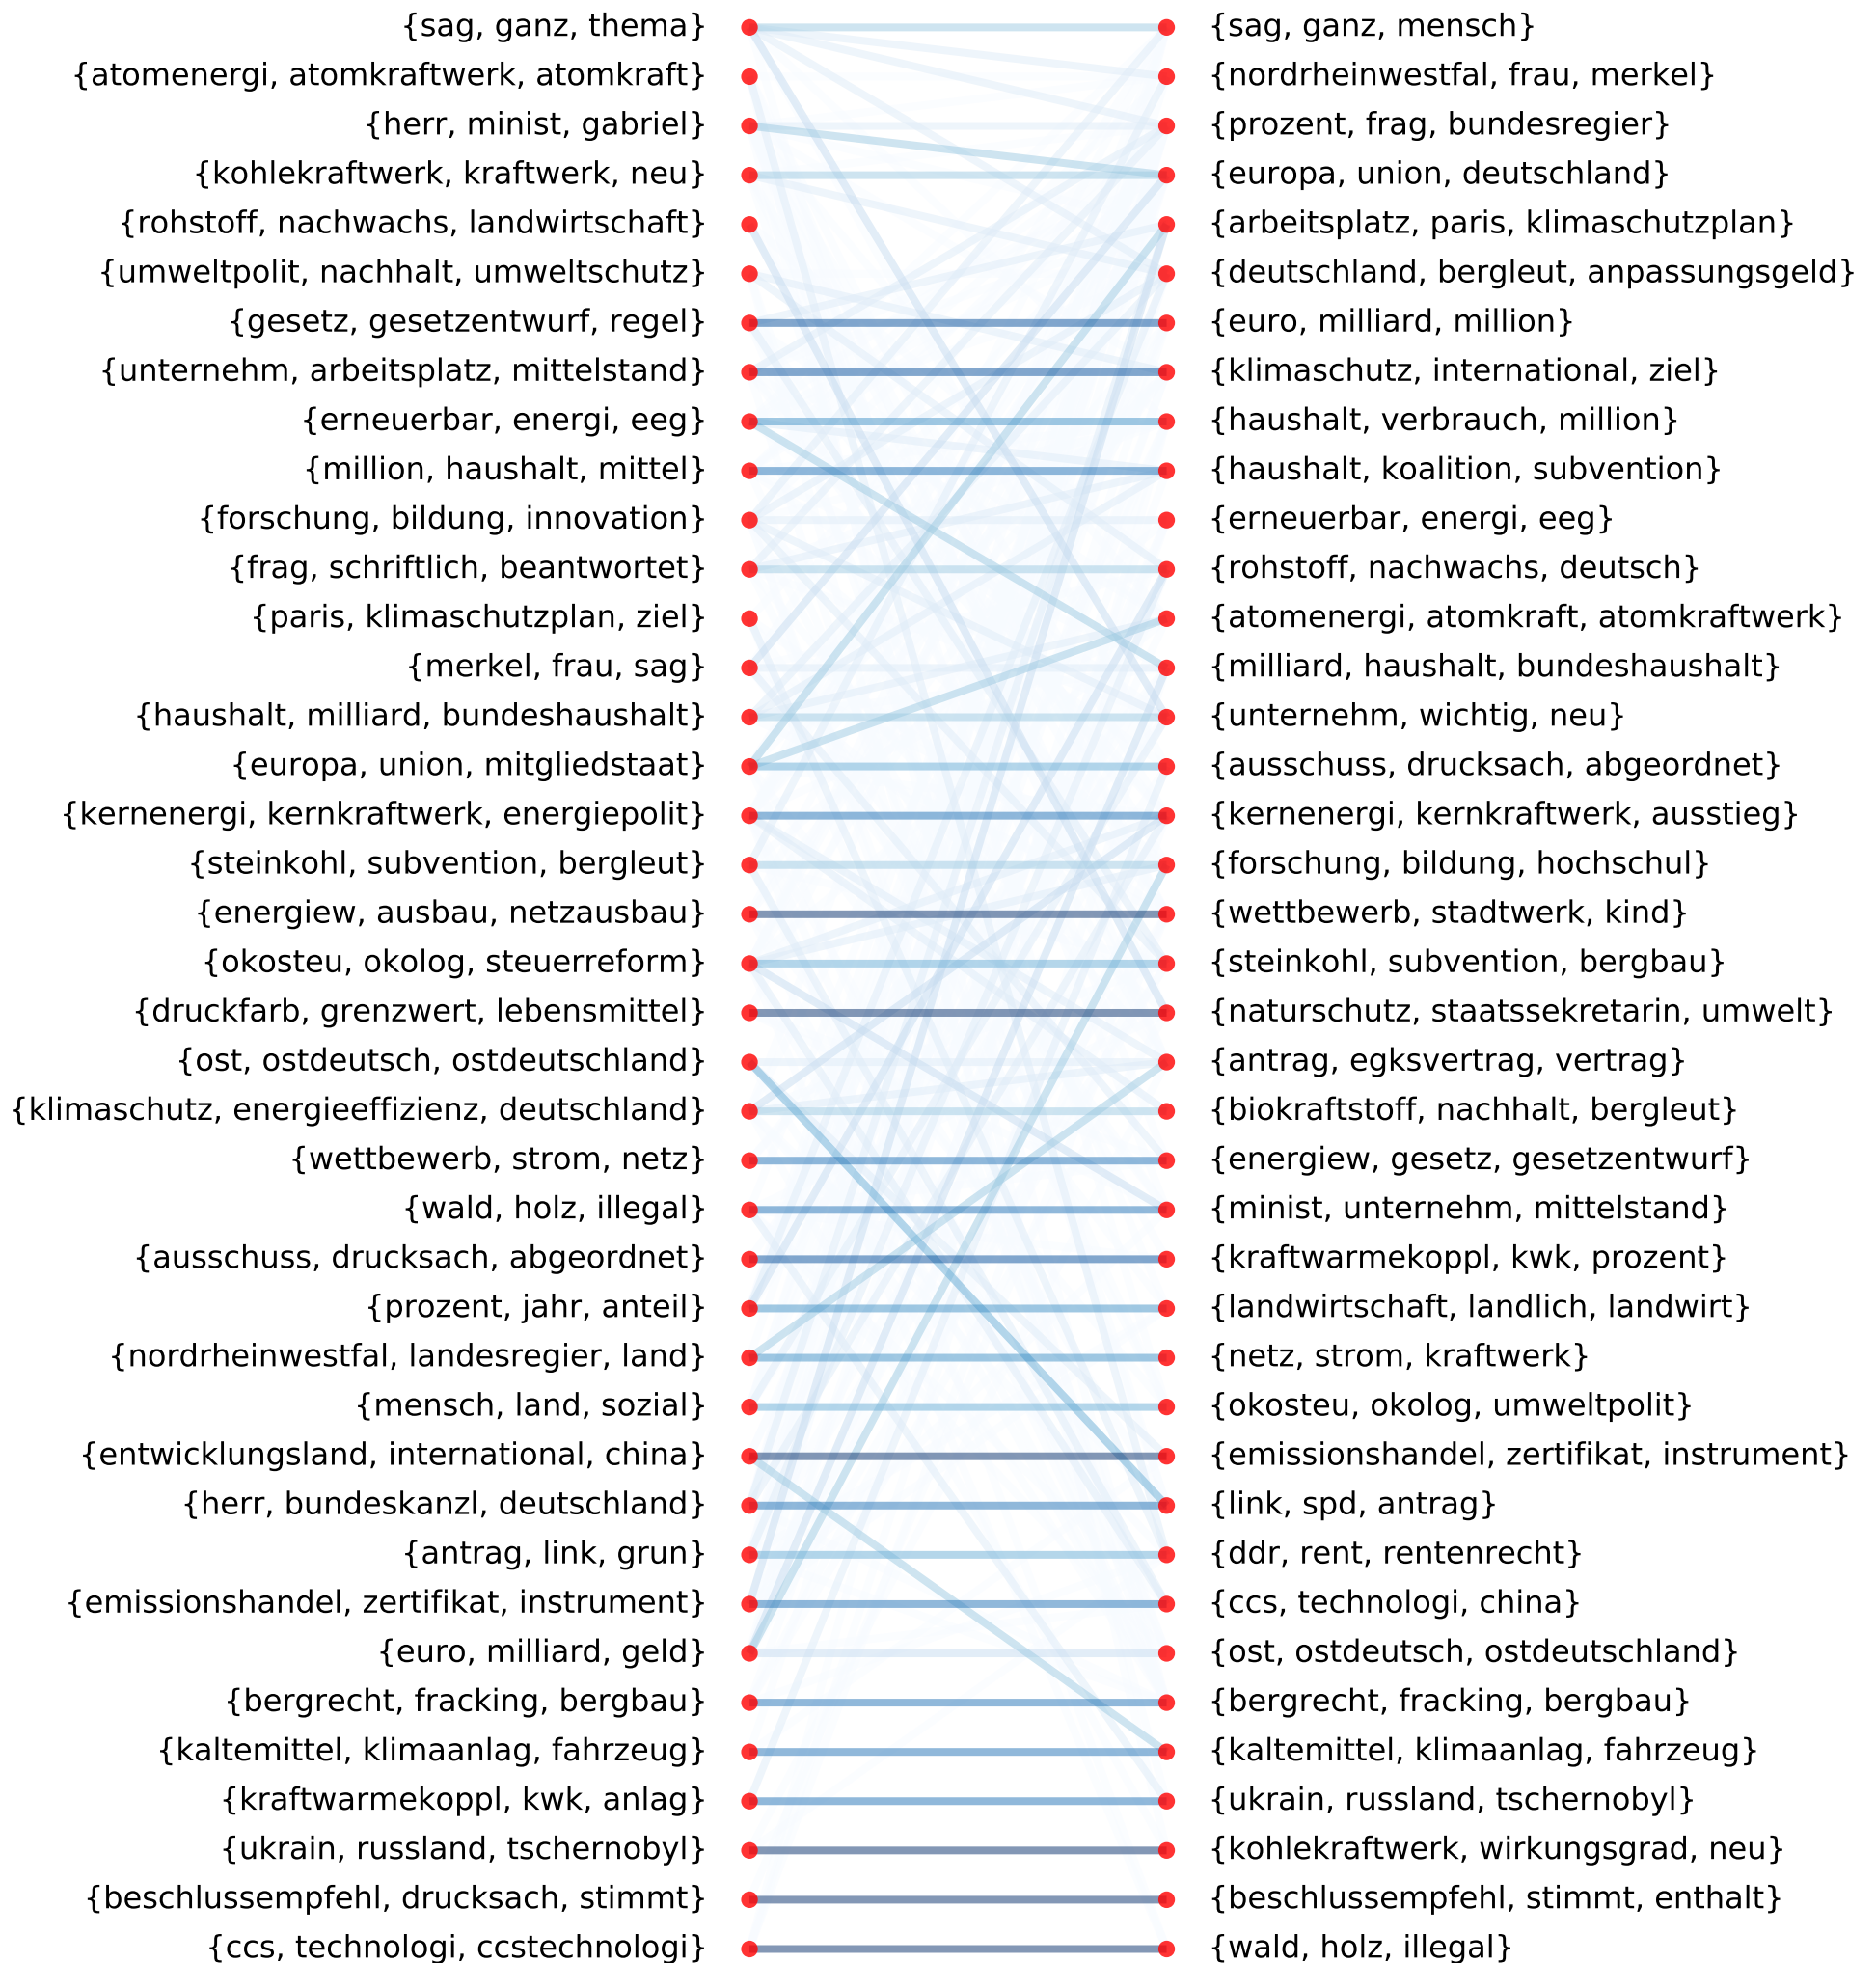 {sag, ganz, thema} {sag, ganz, mensch}
{atomenergi, atomkraftwerk, atomkraft} {nordrheinwestfal, frau, merkel}
{herr, minist, gabriel} {prozent, frag, bundesregier}
{kohlekraftwerk, kraftwerk, neu} {europa, union, deutschland}
{rohstoff, nachwachs, landwirtschaft} {arbeitsplatz, paris, klimaschutzplan}
{umweltpolit, nachhalt, umweltschutz} {deutschland, bergleut, anpassungsgeld}
{gesetz, gesetzentwurf, regel} {euro, milliard, million}
{unternehm, arbeitsplatz, mittelstand} {klimaschutz, international, ziel}
{erneuerbar, energi, eeg} {haushalt, verbrauch, million}
{million, haushalt, mittel} {haushalt, koalition, subvention}
{forschung, bildung, innovation} {erneuerbar, energi, eeg}
{frag, schriftlich, beantwortet} {rohstoff, nachwachs, deutsch}
{paris, klimaschutzplan, ziel} {atomenergi, atomkraft, atomkraftwerk}
{merkel, frau, sag} {milliard, haushalt, bundeshaushalt}
{haushalt, milliard, bundeshaushalt} {unternehm, wichtig, neu}
{europa, union, mitgliedstaat} {ausschuss, drucksach, abgeordnet}
{kernenergi, kernkraftwerk, energiepolit} {kernenergi, kernkraftwerk, ausstieg}
{steinkohl, subvention, bergleut} {forschung, bildung, hochschul}
{energiew, ausbau, netzausbau} {wettbewerb, stadtwerk, kind}
{okosteu, okolog, steuerreform} {steinkohl, subvention, bergbau}
{druckfarb, grenzwert, lebensmittel} {naturschutz, staatssekretarin, umwelt}
{ost, ostdeutsch, ostdeutschland} {antrag, egksvertrag, vertrag}
{klimaschutz, energieeffizienz, deutschland} {biokraftstoff, nachhalt, bergleut}
{wettbewerb, strom, netz} {energiew, gesetz, gesetzentwurf}
{wald, holz, illegal} {minist, unternehm, mittelstand}
{ausschuss, drucksach, abgeordnet} {kraftwarmekoppl, kwk, prozent}
{prozent, jahr, anteil} {landwirtschaft, landlich, landwirt}
{nordrheinwestfal, landesregier, land} {netz, strom, kraftwerk}
{mensch, land, sozial} {okosteu, okolog, umweltpolit}
{entwicklungsland, international, china} {emissionshandel, zertifikat, instrument}
{herr, bundeskanzl, deutschland} {link, spd, antrag}
{antrag, link, grun} {ddr, rent, rentenrecht}
{emissionshandel, zertifikat, instrument} {ccs, technologi, china}
{euro, milliard, geld} {ost, ostdeutsch, ostdeutschland}
{bergrecht, fracking, bergbau} {bergrecht, fracking, bergbau}
{kaltemittel, klimaanlag, fahrzeug} {kaltemittel, klimaanlag, fahrzeug}
{kraftwarmekoppl, kwk, anlag} {ukrain, russland, tschernobyl}
{ukrain, russland, tschernobyl} {kohlekraftwerk, wirkungsgrad, neu}
{beschlussempfehl, drucksach, stimmt} {beschlussempfehl, stimmt, enthalt}
{ccs, technologi, ccstechnologi} {wald, holz, illegal}